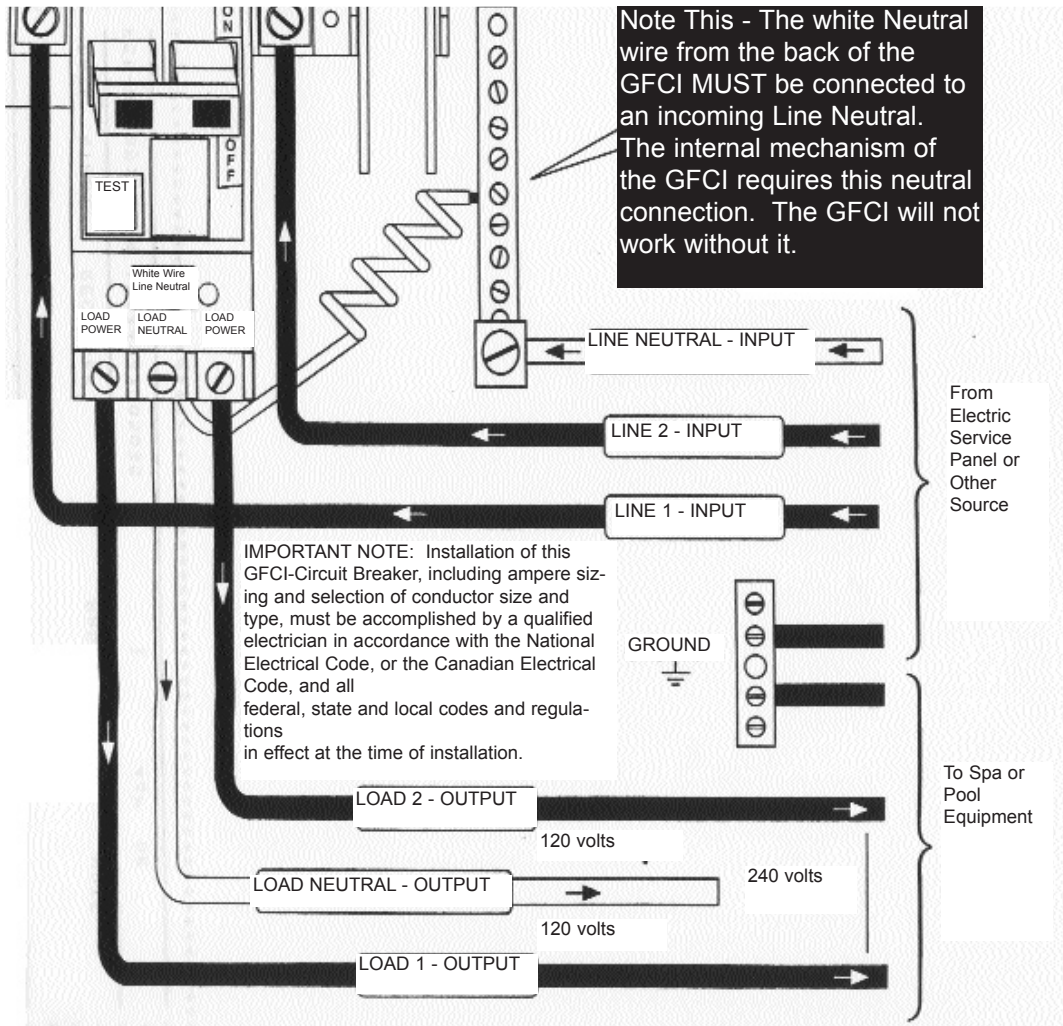 Note This - The white Neutral
wire from the back of the
GFCI MUST be connected to
an incoming Line Neutral.
The internal mechanism of
the GFCI requires this neutral
connection. The GFCI will not
work without it.
ON
OFF
TEST
White Wire
Line Neutral
LOAD
POWER
LOAD
NEUTRAL
LOAD
POWER
LINE NEUTRAL - INPUT
LINE 2 - INPUT
LINE 1 - INPUT
From
Electric
Service
Panel or
Other
Source
IMPORTANT NOTE: Installation of this
GFCI-Circuit Breaker, including ampere siz-
ing and selection of conductor size and
type, must be accomplished by a qualified
electrician in accordance with the National
Electrical Code, or the Canadian Electrical
Code, and all
federal, state and local codes and regula-
tions
in effect at the time of installation.
GROUND
To Spa or
Pool
Equipment
LOAD 2 - OUTPUT
120 volts
240 volts
LOAD NEUTRAL - OUTPUT
120 volts
LOAD 1 - OUTPUT